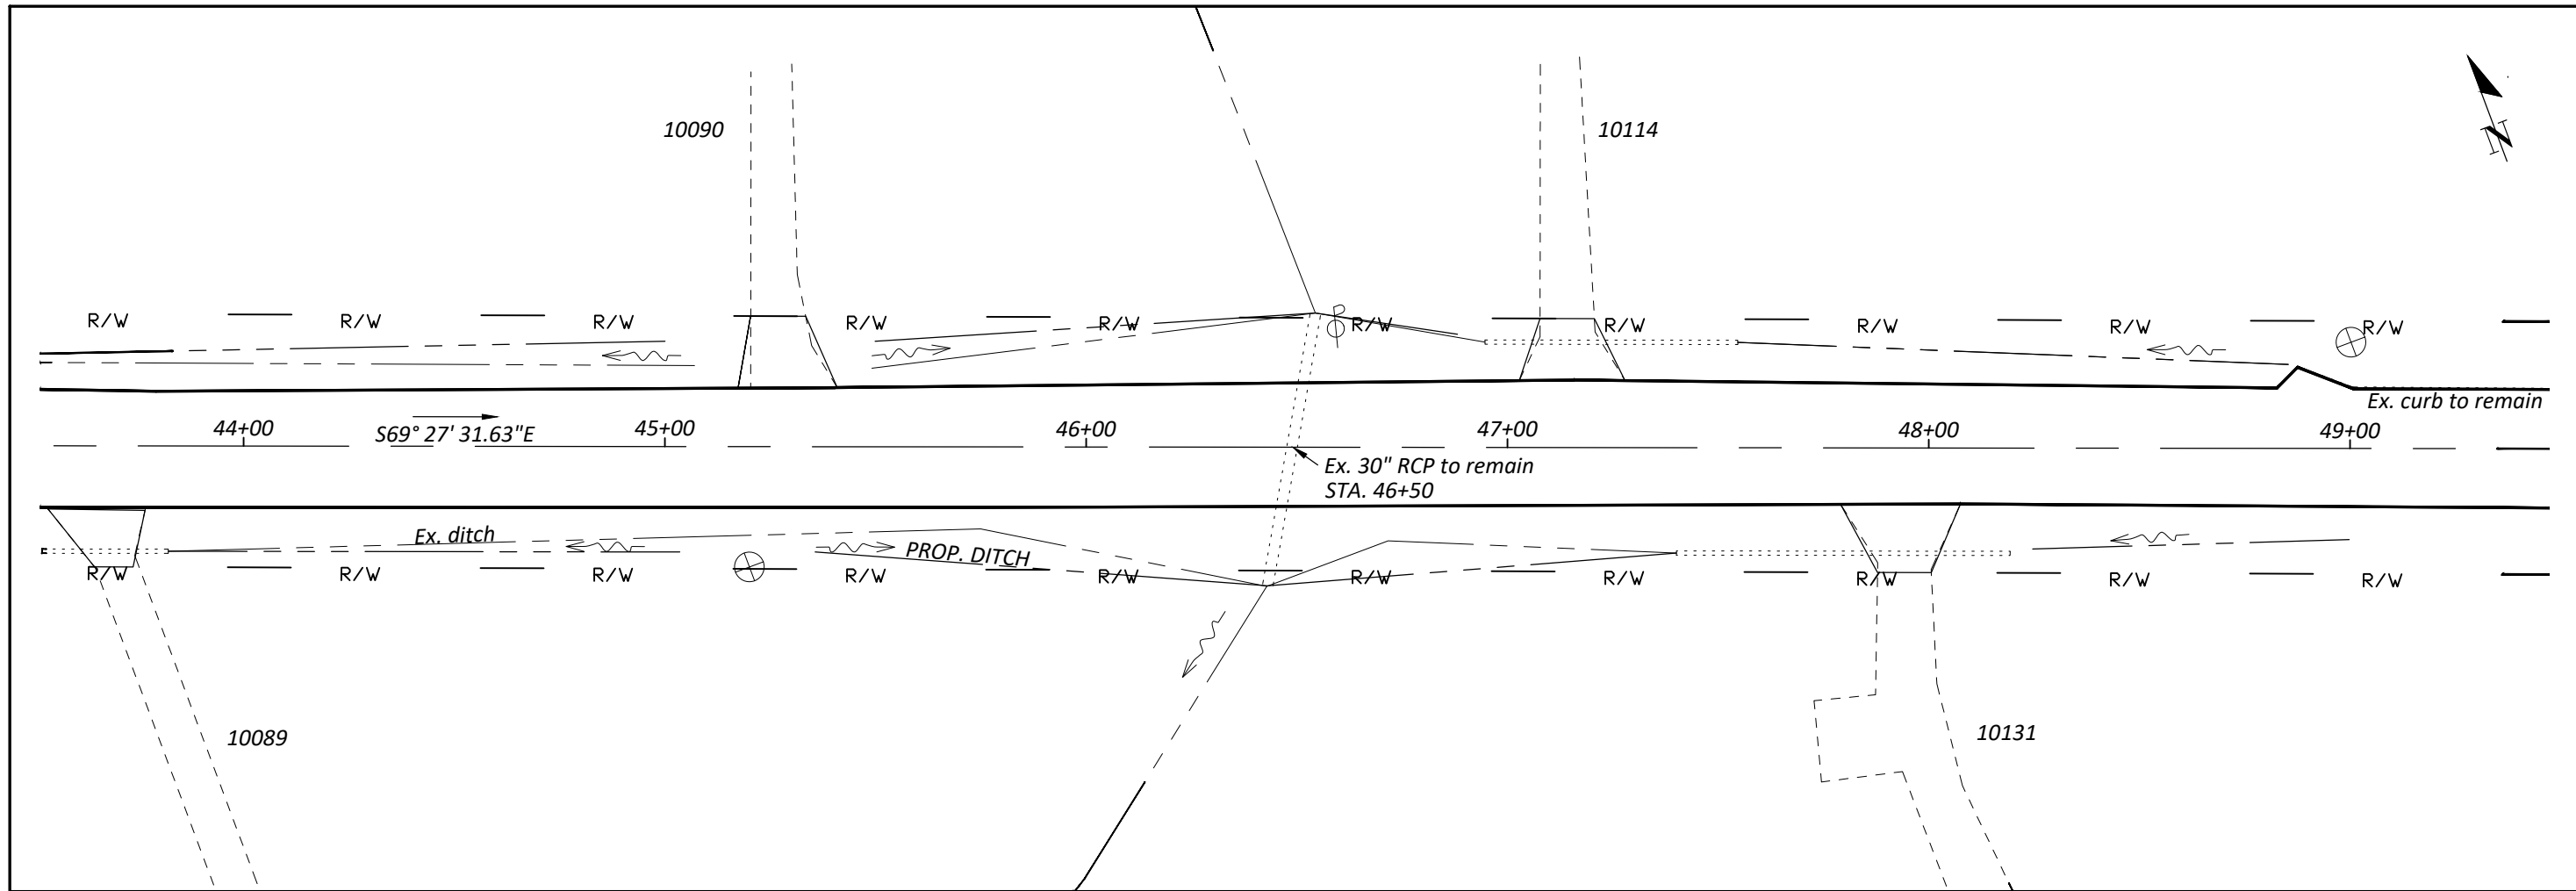 N
10090
10114
R/W R/W R/W R/W R/W R/W R/W R/W R/W R/W
Ex. curb to remain
44+00 45+00 46+00 47+00 48+00 49+00
S69° 27' 31.63"E
Ex. 30" RCP to remain
STA. 46+50
Ex. ditch
PROP. DITCH
R/W R/W R/W R/W R/W R/W R/W R/W R/W R/W
10089
10131